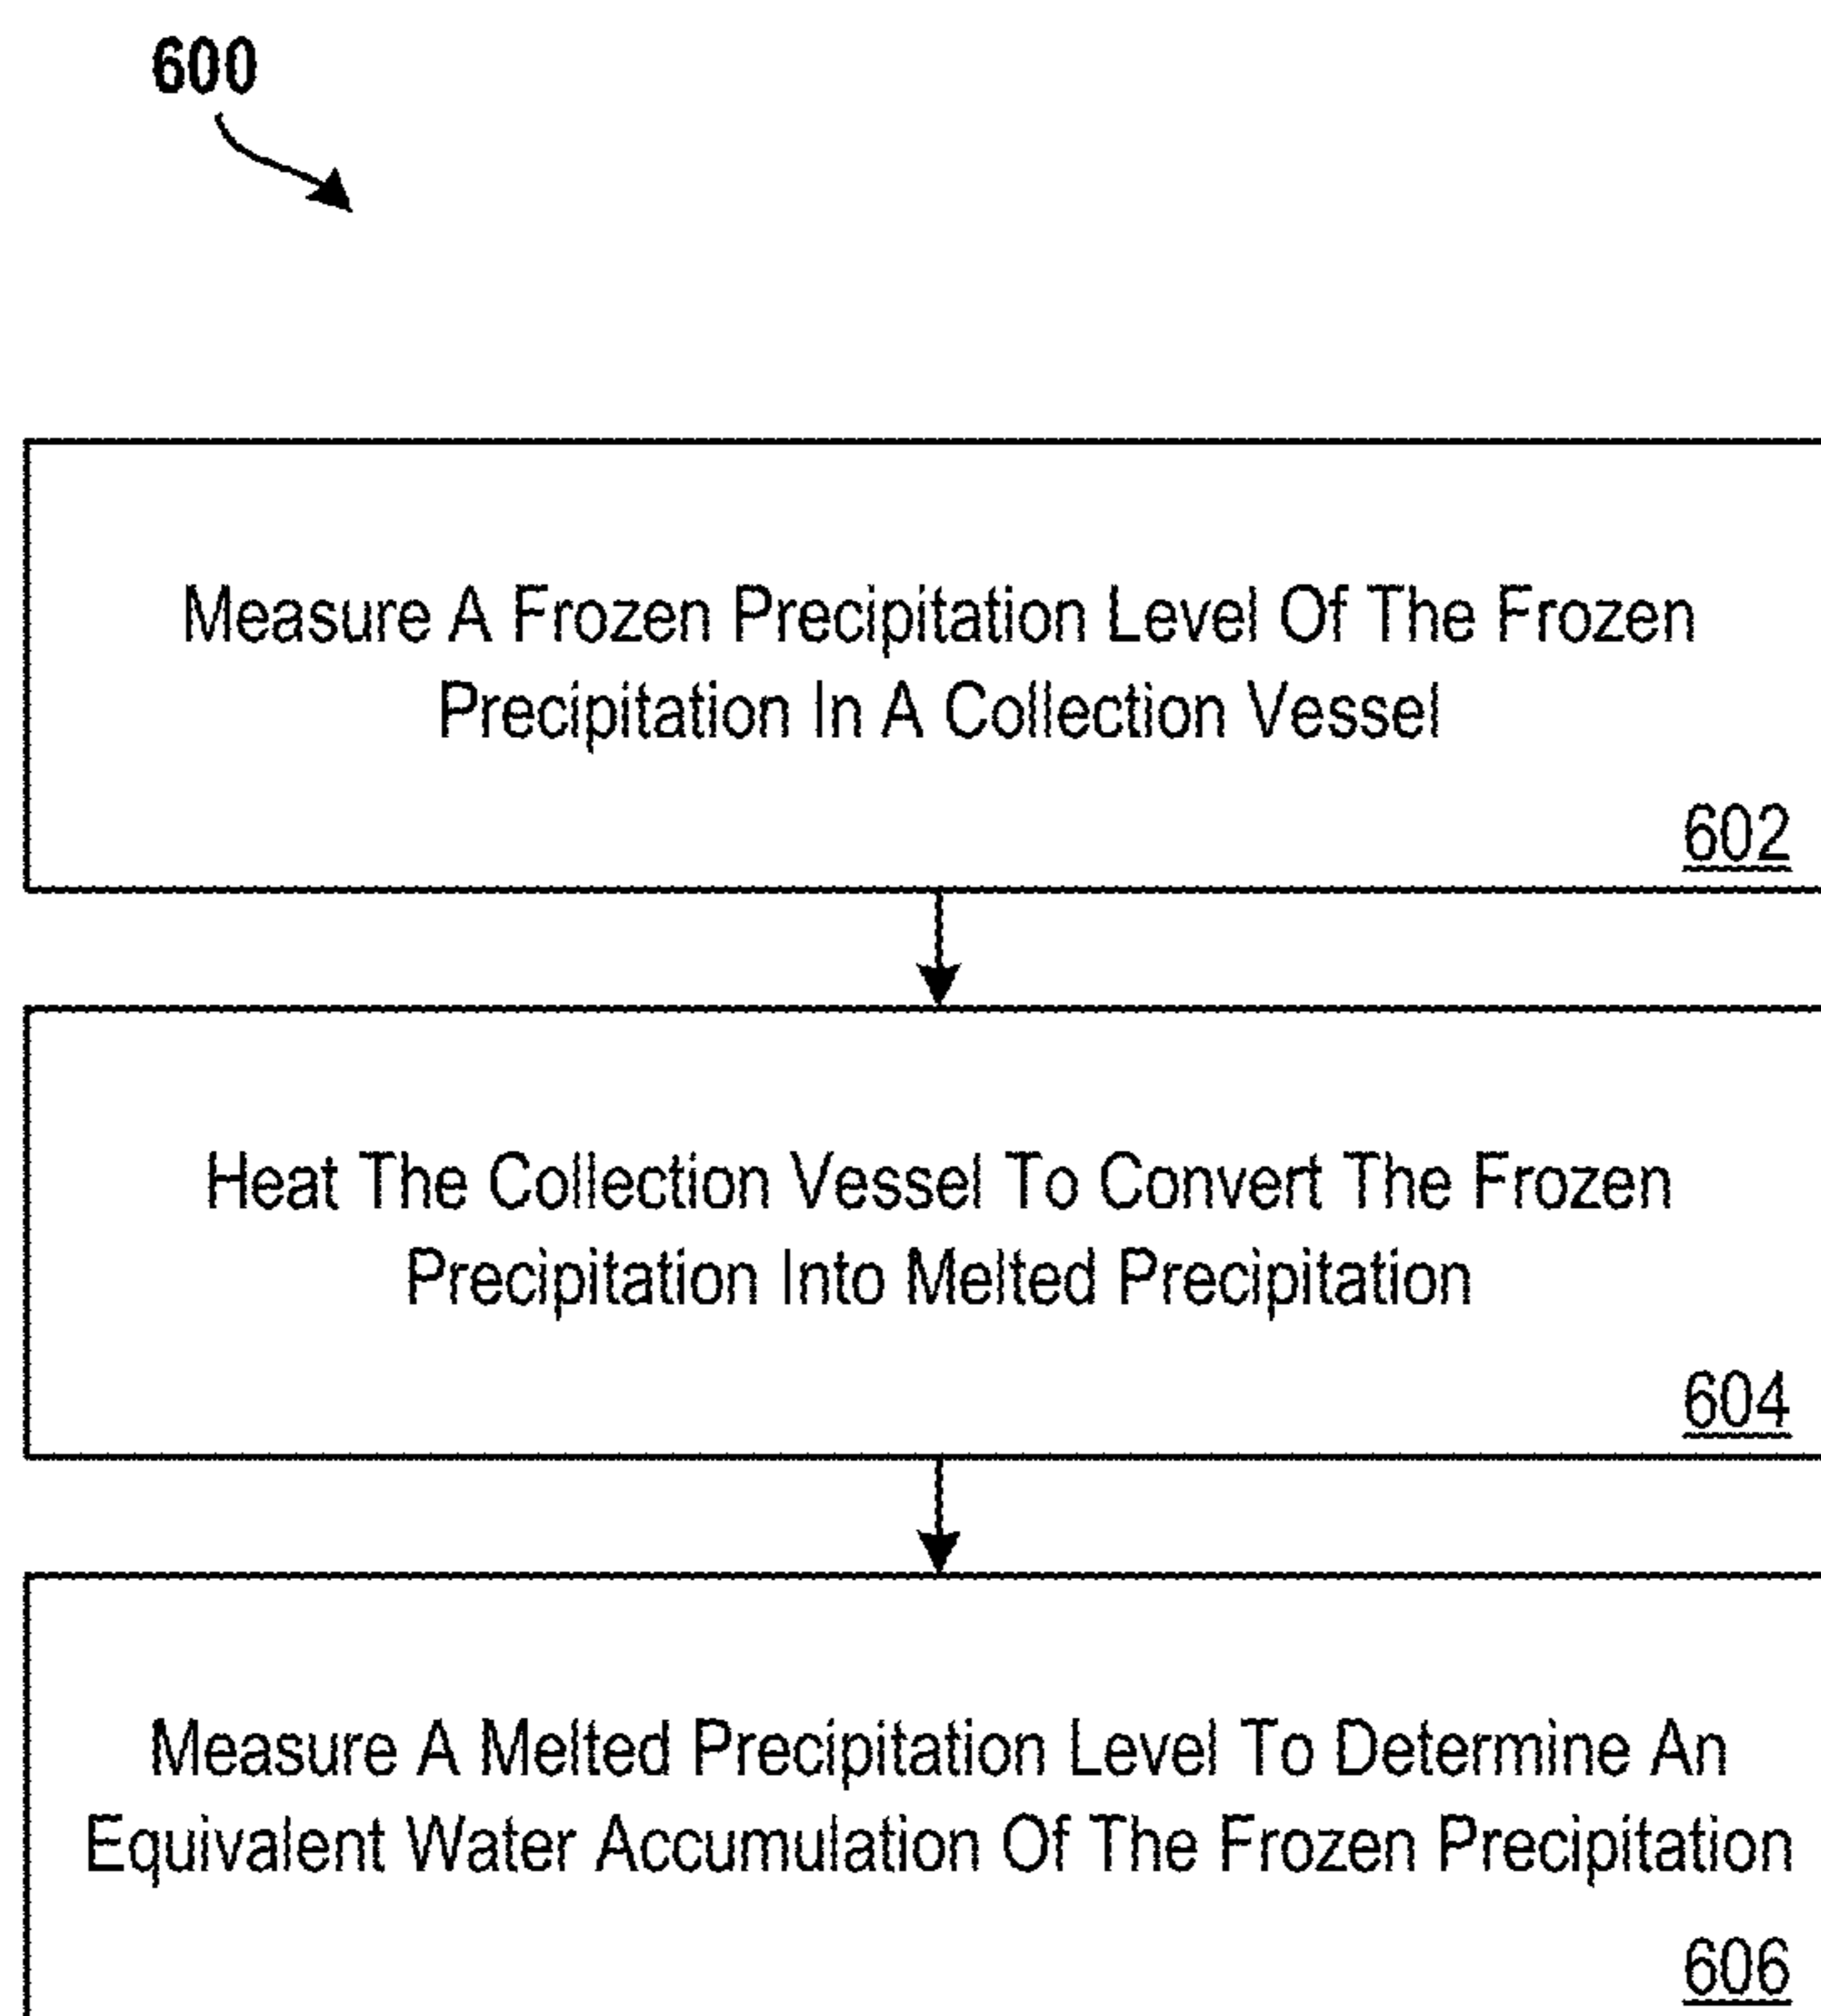 600
Measure A Frozen Precipitation Level Of The Frozen
Precipitation In A Collection Vessel
602
Heat The Collection Vessel To Convert The Frozen
Precipitation Into Melted Precipitation
604
Measure A Melted Precipitation Level To Determine An
Equivalent Water Accumulation Of The Frozen Precipitation
606